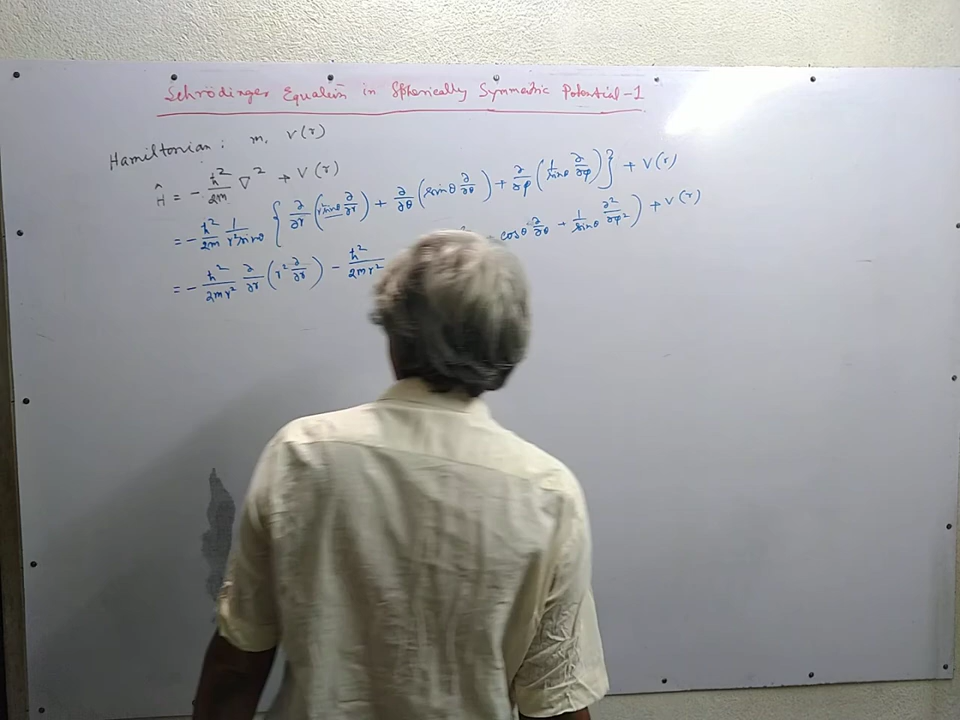 Schrödinger Equation in Spherically Symmetric Potential - 1
Hamiltonian : m, V(r)
Ĥ = - ħ²/2m ∇² + V(r)
= - ħ²/2m 1/r²sinθ { ∂/∂r (r²sinθ ∂/∂r) + ∂/∂θ (sinθ ∂/∂θ) + ∂/∂φ (1/sinθ ∂/∂φ) } + V(r)
= - ħ²/2mr² ∂/∂r (r² ∂/∂r) - ħ²/2mr² cosθ ∂/∂θ + 1/sinθ ∂²/∂φ² ) + V(r)